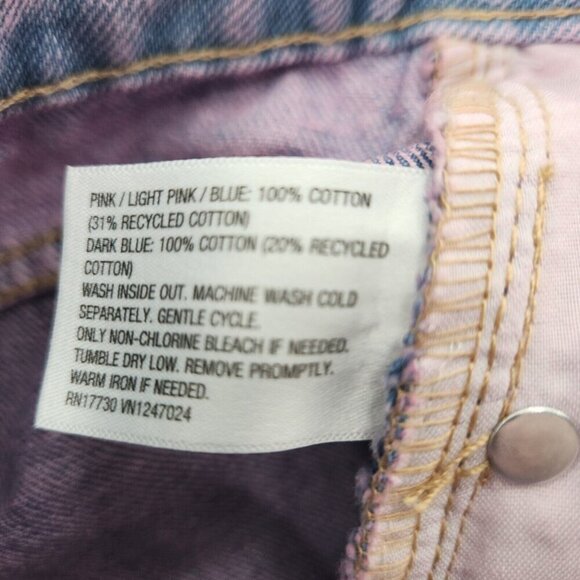 PINK / LIGHT PINK / BLUE: 100% COTTON
(31% RECYCLED COTTON)
DARK BLUE: 100% COTTON (20% RECYCLED
COTTON)
WASH INSIDE OUT. MACHINE WASH COLD
SEPARATELY. GENTLE CYCLE.
ONLY NON-CHLORINE BLEACH IF NEEDED.
TUMBLE DRY LOW. REMOVE PROMPTLY.
WARM IRON IF NEEDED.
RN17730 VN1247024